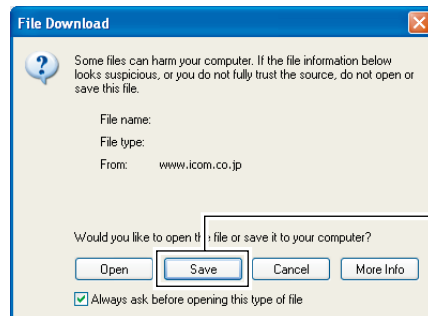 File Download
Some files can harm your computer. If the file information below
looks suspicious, or you do not fully trust the source, do not open or
save this file.
File name:
File type:
From: www.icom.co.jp
Would you like to open the file or save it to your computer?
Open Save Cancel More Info
Always ask before opening this type of file